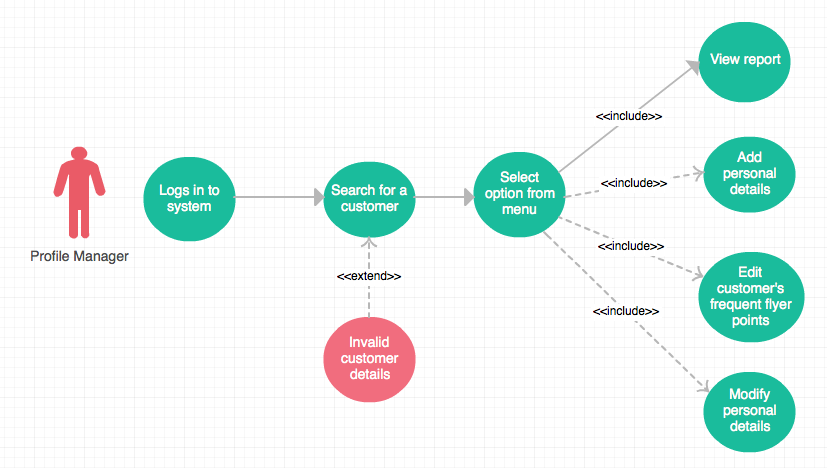 View report
<<include>>
Add
personal
details
<<include>>
Logs in to
system
Search for a
customer
Select
option from
menu
Profile Manager
<<include>>
Edit
customer's
frequent flyer
points
<<extend>>
<<include>>
Invalid
customer
details
Modify
personal
details